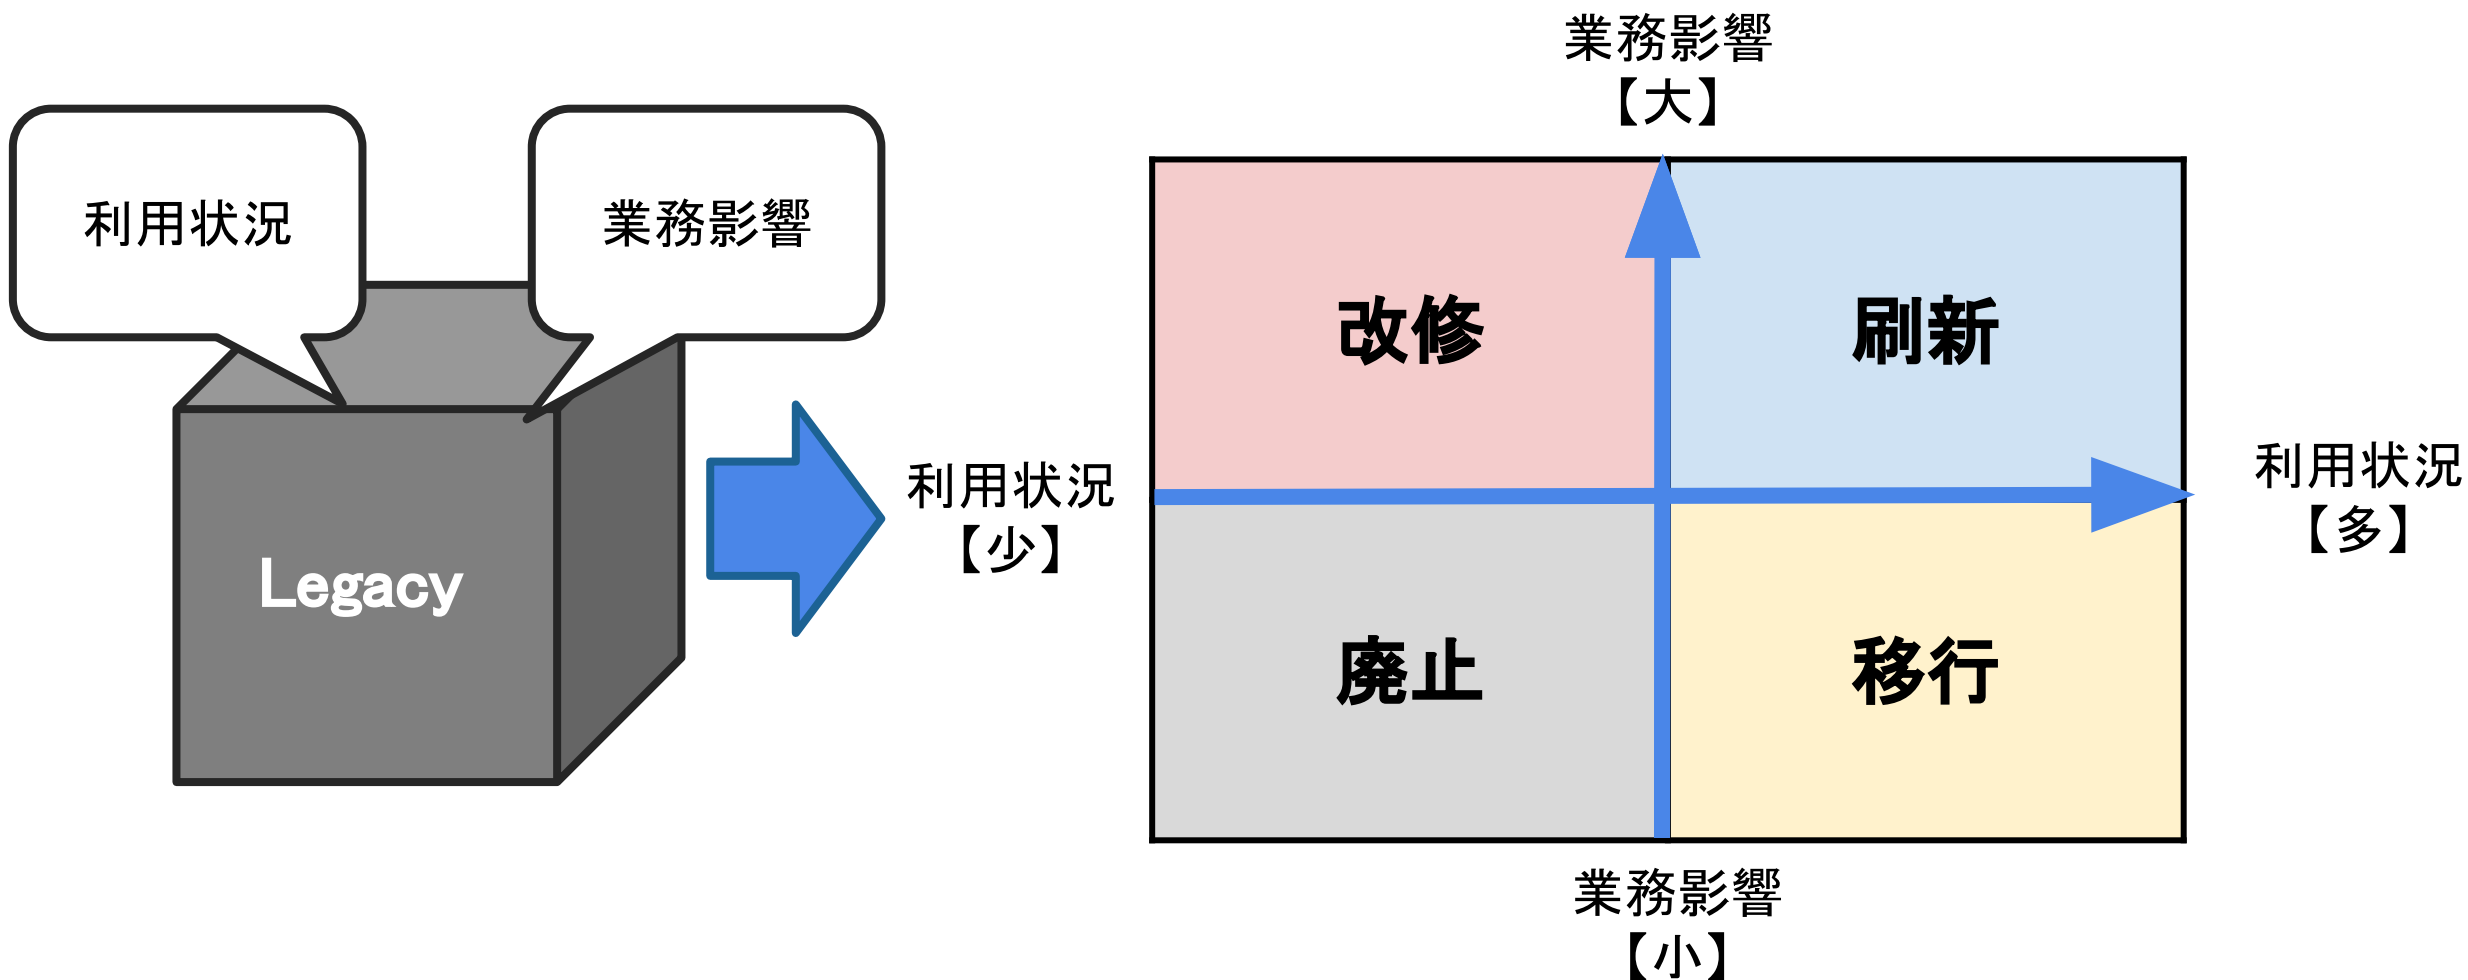 利用状況
業務影響
Legacy
業務影響
【大】
利用状況
【少】
改修
刷新
利用状況
【多】
廃止
移行
業務影響
【小】